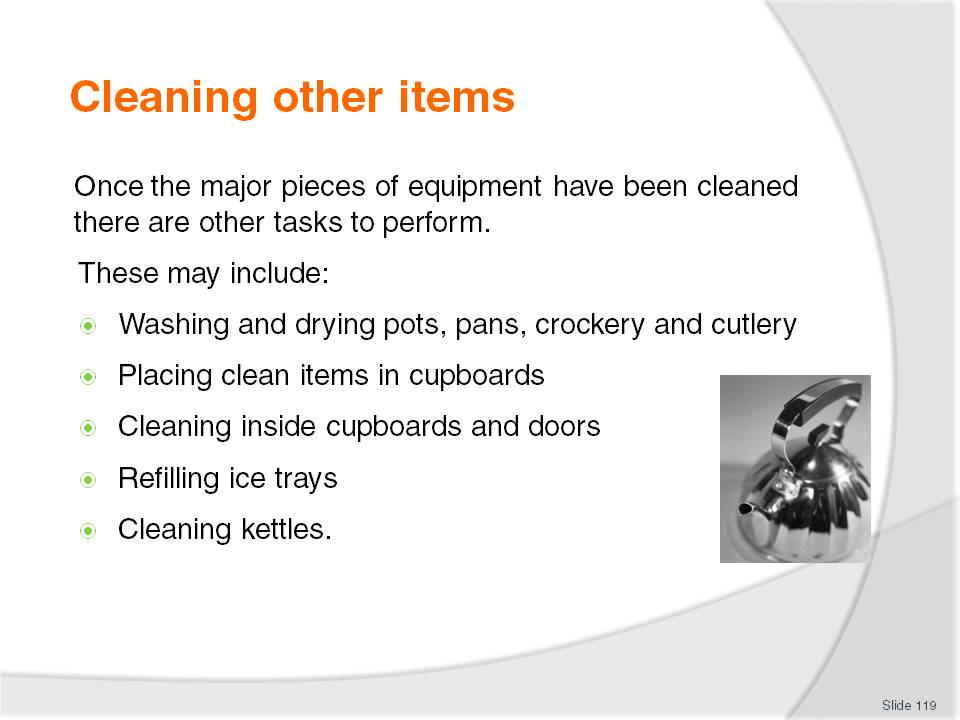 Cleaning other items
Once the major pieces of equipment have been cleaned
there are other tasks to perform.
These may include:
Washing and drying pots, pans, crockery and cutlery
Placing clean items in cupboards
Cleaning inside cupboards and doors
Refilling ice trays
Cleaning kettles.
Slide 119